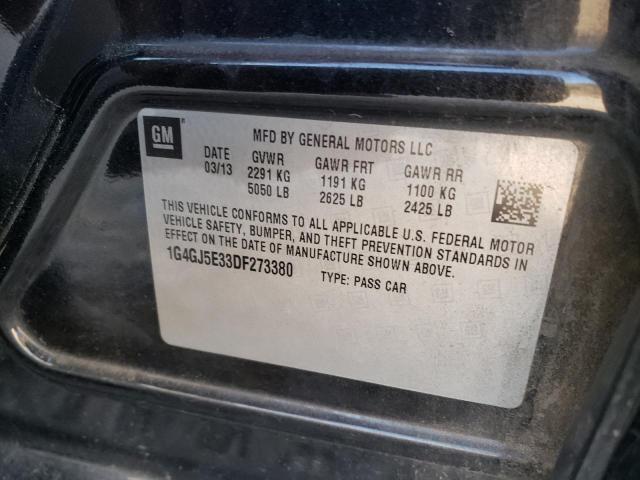 GM
MFD BY GENERAL MOTORS LLC
DATE GVWR GAWR FRT GAWR RR
03/13 2291 KG 1191 KG 1100 KG
5050 LB 2625 LB 2425 LB
THIS VEHICLE CONFORMS TO ALL APPLICABLE U.S. FEDERAL MOTOR
VEHICLE SAFETY, BUMPER, AND THEFT PREVENTION STANDARDS IN
EFFECT ON THE DATE OF MANUFACTURE SHOWN ABOVE.
1G4GJ5E33DF273380 TYPE: PASS CAR